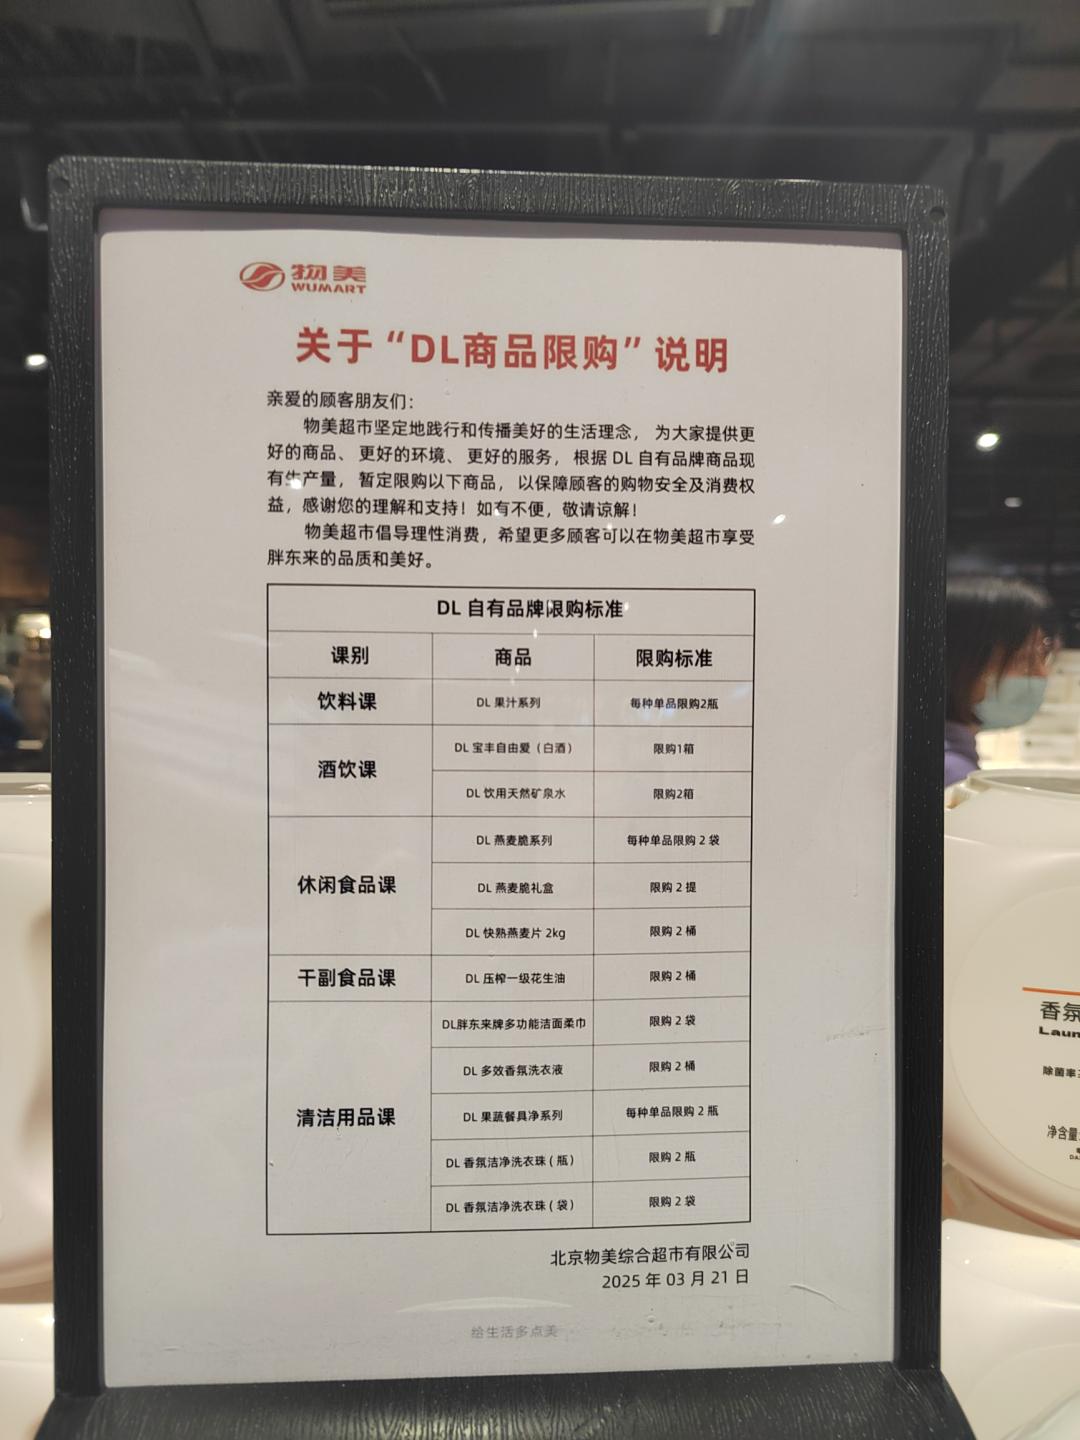 物美
WUMART
关于“DL商品限购”说明
亲爱的顾客朋友们：
物美超市坚定地践行和传播美好的生活理念，为大家提供更
好的商品、更好的环境、更好的服务，根据 DL 自有品牌商品现
有生产量，暂定限购以下商品，以保障顾客的购物安全及消费权
益，感谢您的理解和支持！如有不便，敬请谅解！
物美超市倡导理性消费，希望更多顾客可以在物美超市享受
胖东来的品质和美好。
DL 自有品牌限购标准
课别 商品 限购标准
饮料课 DL 果汁系列 每种单品限购2瓶
酒饮课 DL 宝丰自由爱（白酒） 限购1箱
DL 饮用天然矿泉水 限购2箱
休闲食品课 DL 燕麦脆系列 每种单品限购 2 袋
DL 燕麦脆礼盒 限购 2 提
DL 快熟燕麦片 2kg 限购 2 桶
干副食品课 DL 压榨一级花生油 限购 2 桶
清洁用品课 DL胖东来牌多功能洁面柔巾 限购 2 袋
DL 多效香氛洗衣液 限购 2 桶
DL 果蔬餐具净系列 每种单品限购 2 瓶
DL 香氛洁净洗衣珠（瓶） 限购 2 瓶
DL 香氛洁净洗衣珠（袋） 限购 2 袋
北京物美综合超市有限公司
2025 年 03 月 21 日
给生活多点美
香氛
Laun
除菌率
净含量